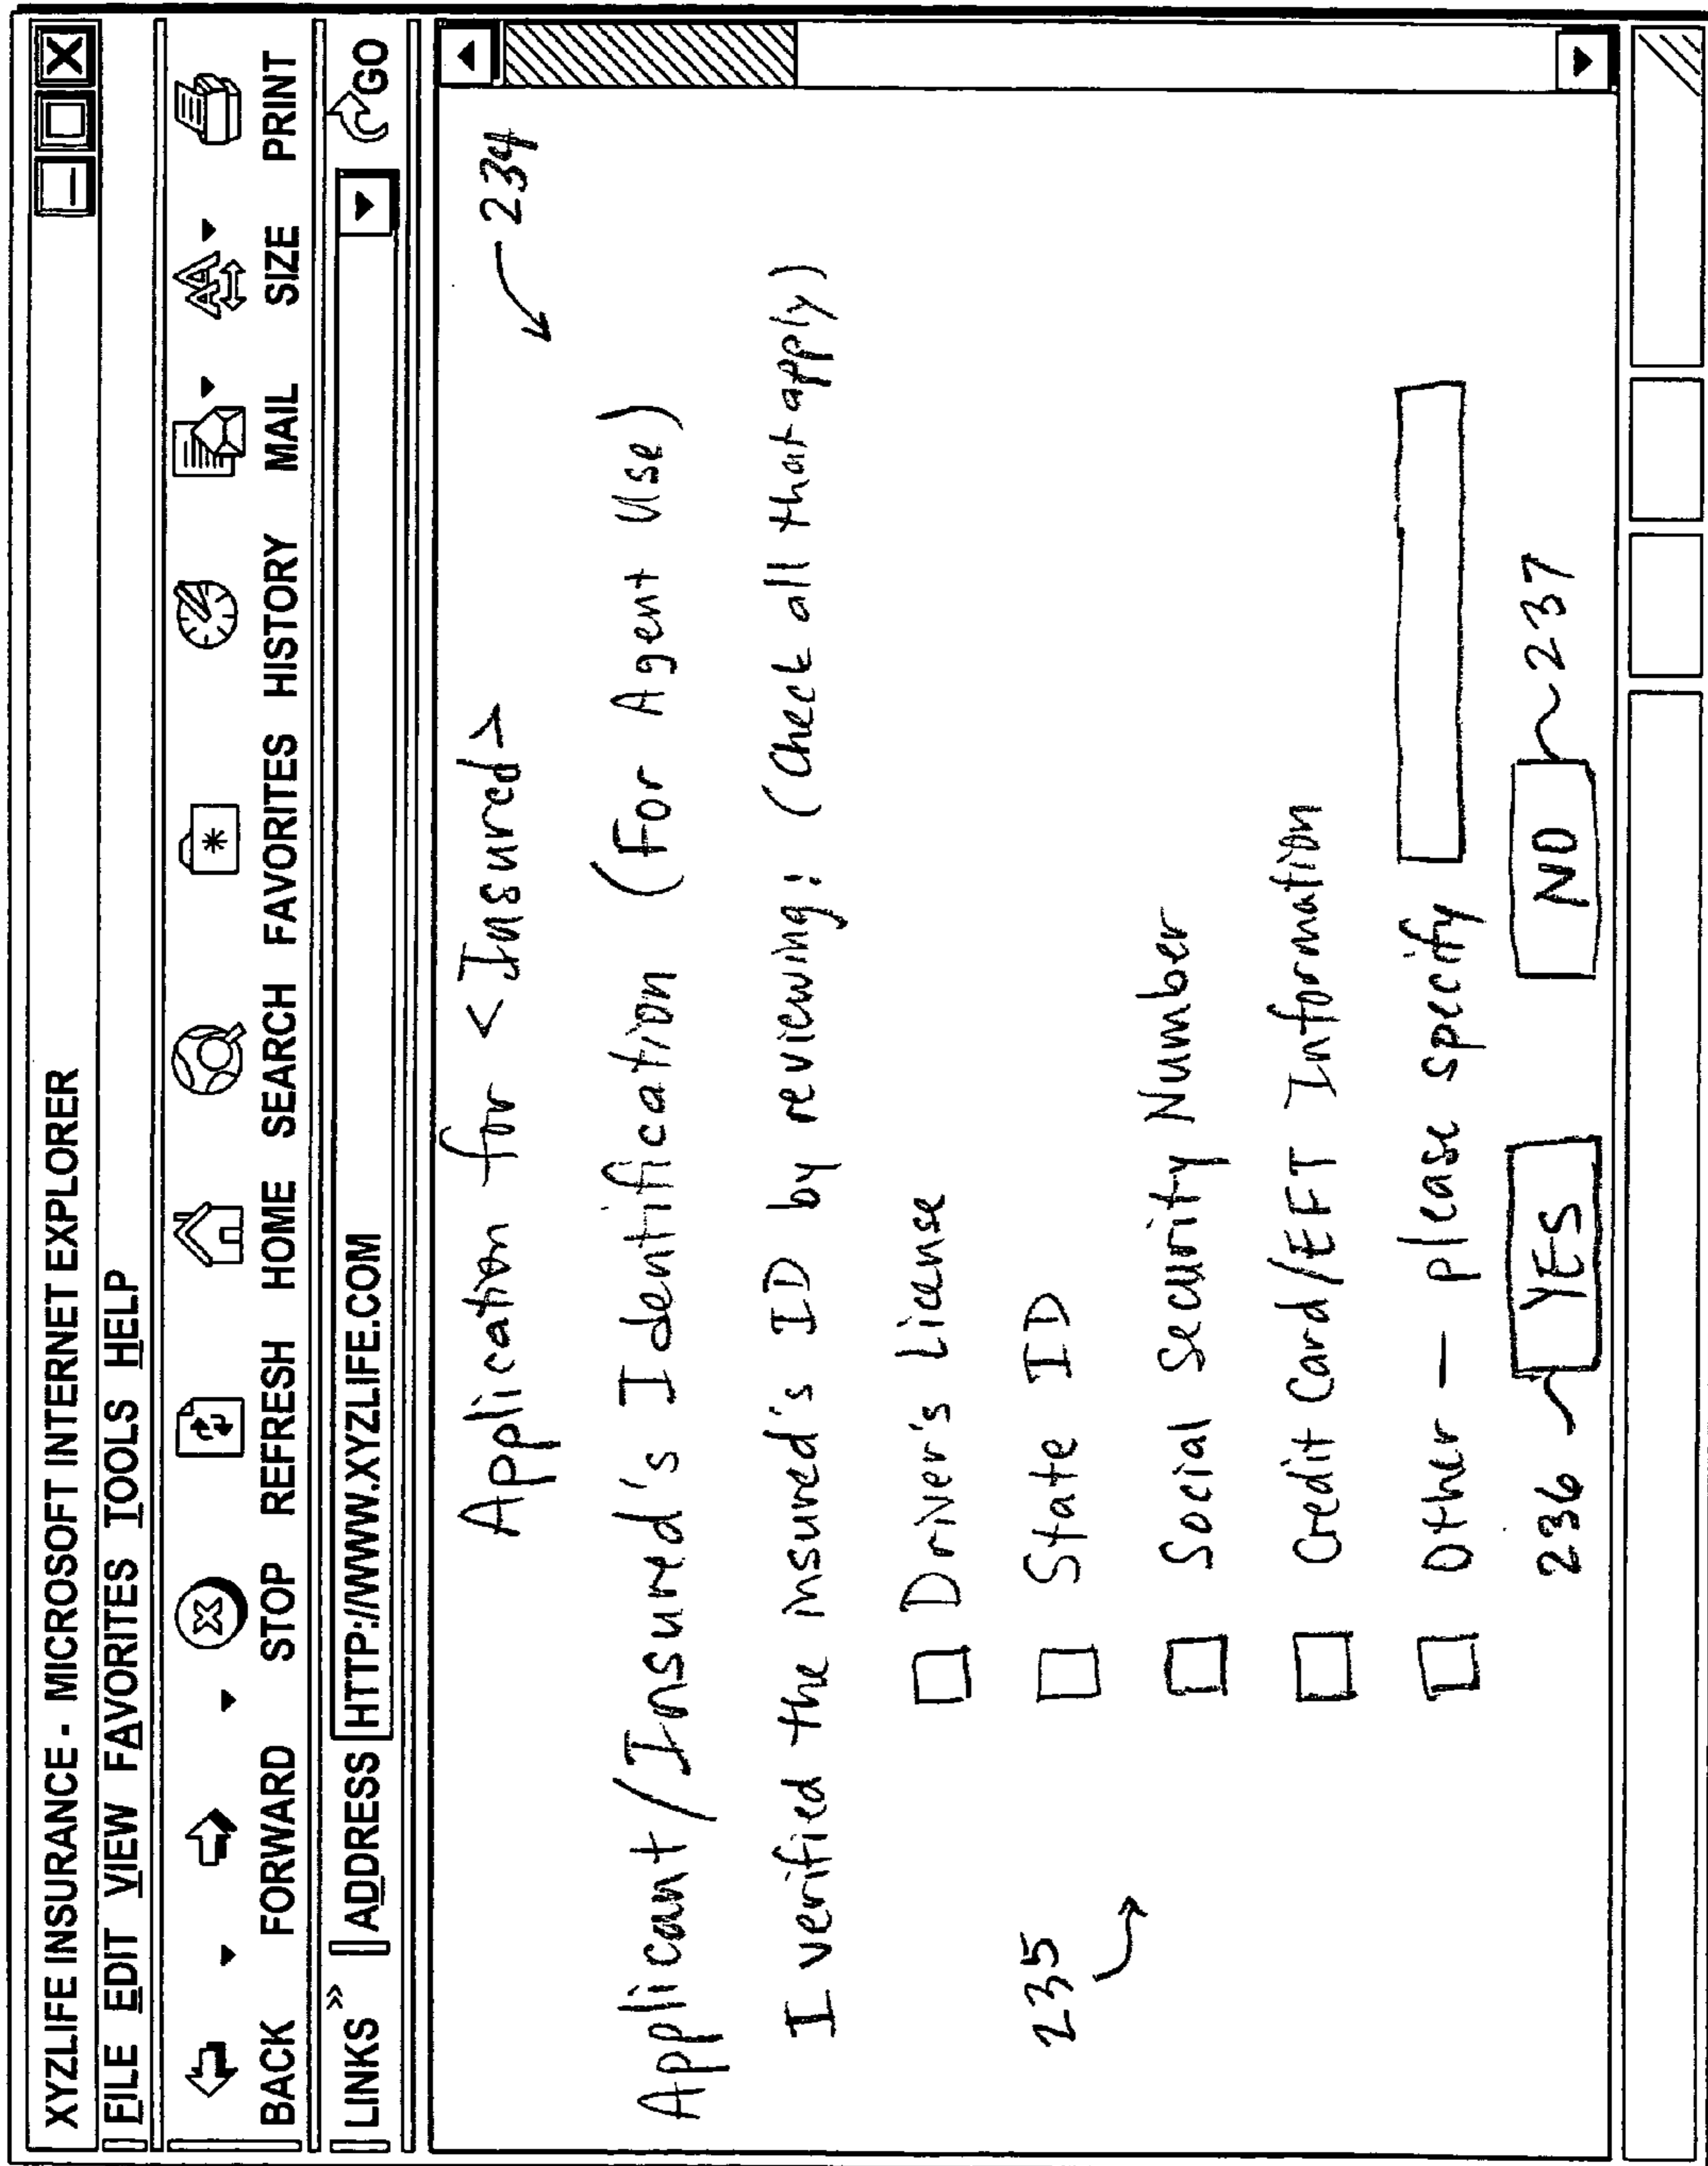 XYZLIFE INSURANCE - MICROSOFT INTERNET EXPLORER
FILE EDIT VIEW FAVORITES TOOLS HELP
BACK FORWARD STOP REFRESH HOME SEARCH FAVORITES HISTORY MAIL SIZE PRINT
LINKS » ADDRESS HTTP://WWW.XYZLIFE.COM GO
Application for <Insured>
234
Applicant/Insured's Identification (For Agent Use)
I verified the insured's ID by reviewing: (Check all that apply)
Driver's License
235
State ID
Social Security Number
Credit Card/EFT Information
Other — please specify
236 YES NO 237